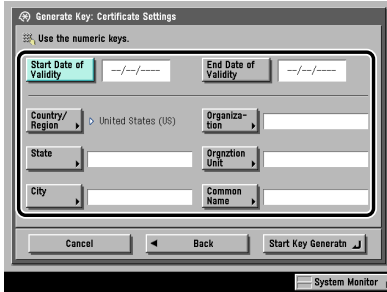 Generate Key: Certificate Settings
Use the numeric keys.
Start Date of
Validity
--/--/----
End Date of
Validity
--/--/----
Country/
Region
United States (US)
Organiza-
tion
State
Orgnztion
Unit
City
Common
Name
Cancel
Back
Start Key Generatn
System Monitor